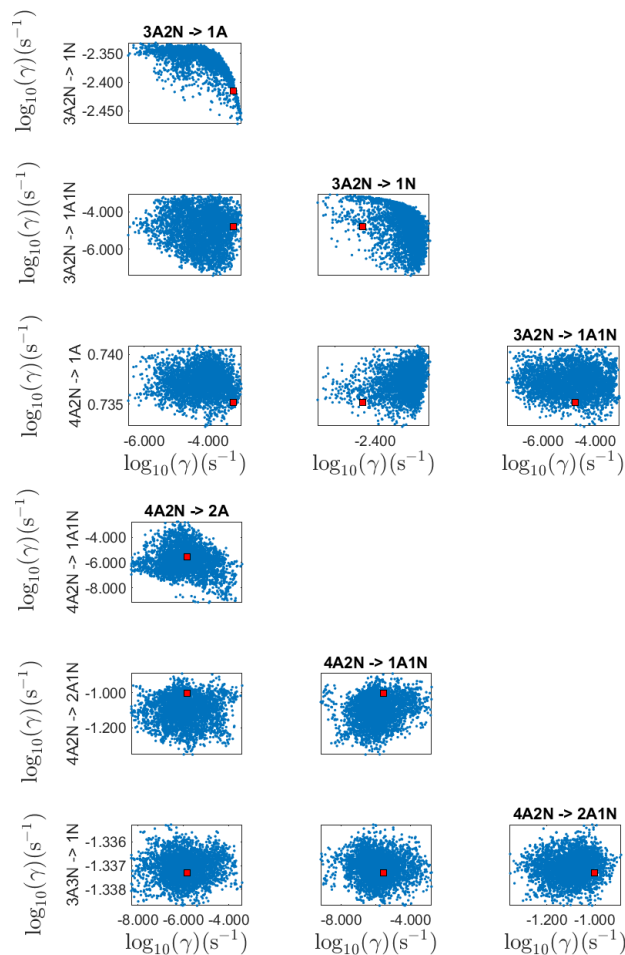 3A2N -> 1A
log10(γ)(s⁻¹)
3A2N -> 1N
-2.350
-2.400
-2.450
3A2N -> 1N
log10(γ)(s⁻¹)
3A2N -> 1A1N
-4.000
-6.000
3A2N -> 1A1N
log10(γ)(s⁻¹)
4A2N -> 1A
0.740
0.735
-6.000 -4.000
-2.400
-6.000 -4.000
log10(γ)(s⁻¹) log10(γ)(s⁻¹) log10(γ)(s⁻¹)
4A2N -> 2A
log10(γ)(s⁻¹)
4A2N -> 1A1N
-4.000
-6.000
-8.000
4A2N -> 1A1N
log10(γ)(s⁻¹)
4A2N -> 2A1N
-1.000
-1.200
4A2N -> 2A1N
log10(γ)(s⁻¹)
3A3N -> 1N
-1.336
-1.337
-1.338
-8.000 -6.000 -4.000
-8.000 -4.000
-1.200 -1.000
log10(γ)(s⁻¹) log10(γ)(s⁻¹) log10(γ)(s⁻¹)